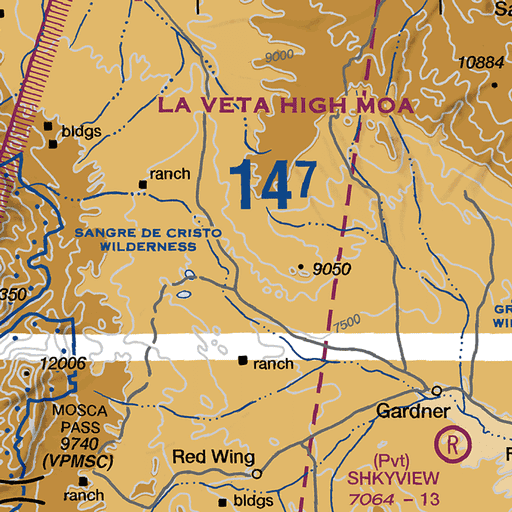 Sa
9000
10884
LA VETA HIGH MOA
bldgs
ranch
14⁷
SANGRE DE CRISTO
WILDERNESS
9050
350
GR
WI
7500
12006
ranch
MOSCA
PASS
9740
(VPMSC)
Gardner
R
Red Wing
(Pvt)
SHKYVIEW
7064 – 13
ranch
bldgs